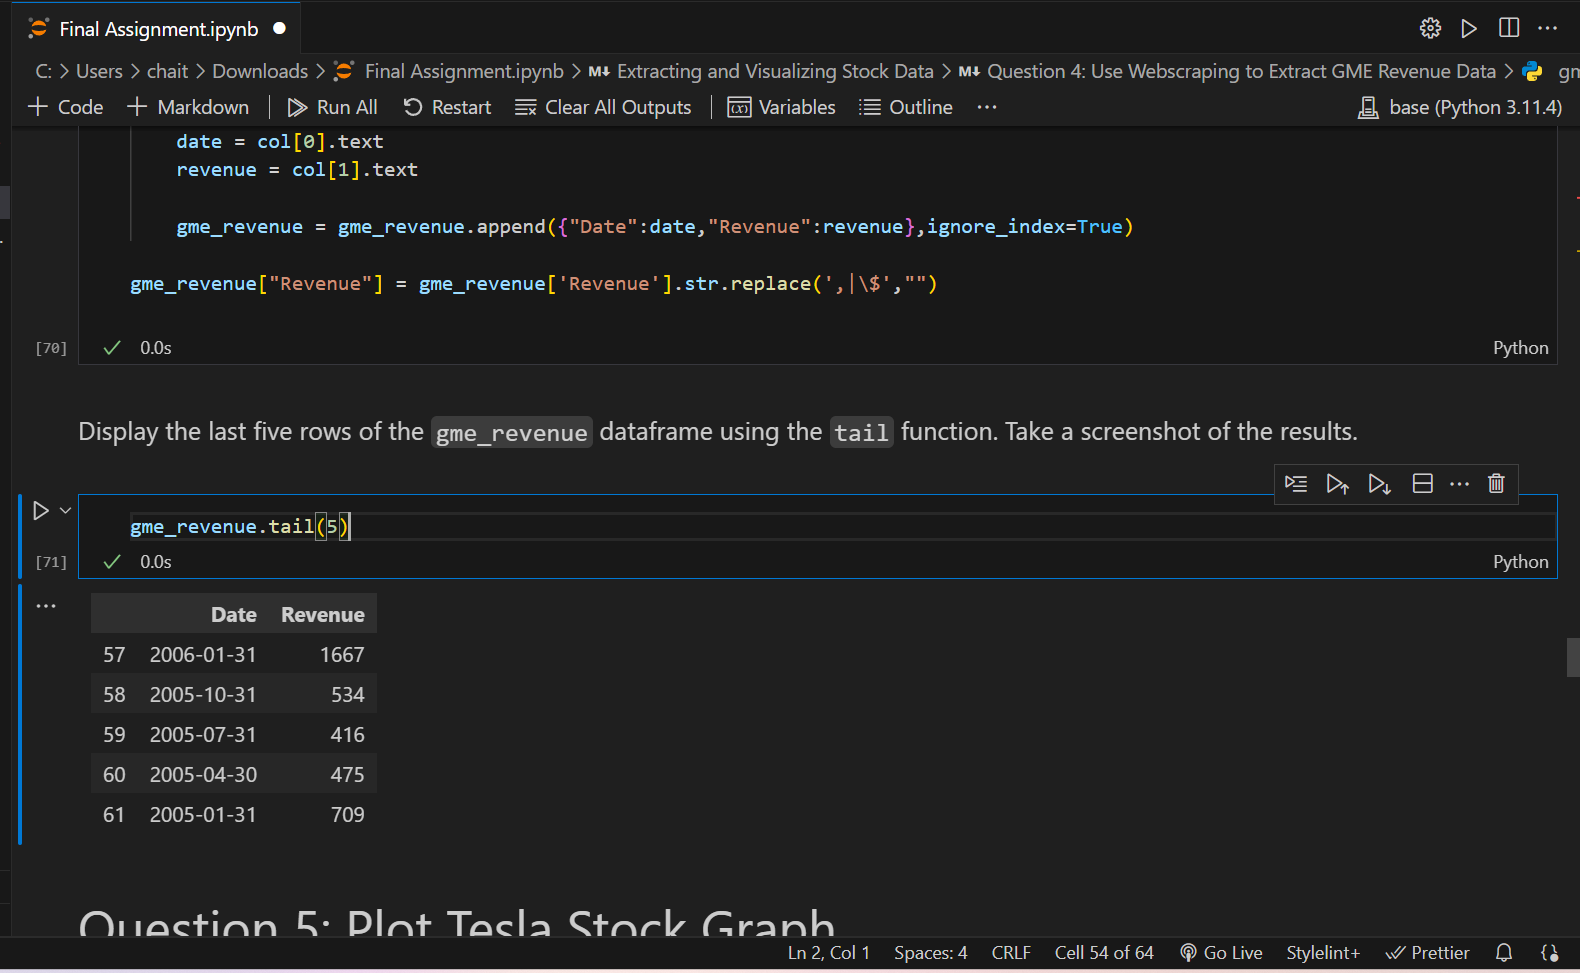 Final Assignment.ipynb
C: > Users > chait > Downloads > Final Assignment.ipynb > M↓ Extracting and Visualizing Stock Data > M↓ Question 4: Use Webscraping to Extract GME Revenue Data > gm
+ Code + Markdown | Run All Restart Clear All Outputs | Variables Outline ··· base (Python 3.11.4)
date = col[0].text
revenue = col[1].text
gme_revenue = gme_revenue.append({"Date":date,"Revenue":revenue},ignore_index=True)
gme_revenue["Revenue"] = gme_revenue['Revenue'].str.replace(',|\$',"")
[70] ✓ 0.0s Python
Display the last five rows of the gme_revenue dataframe using the tail function. Take a screenshot of the results.
gme_revenue.tail(5)
[71] ✓ 0.0s Python
Date Revenue
57 2006-01-31 1667
58 2005-10-31 534
59 2005-07-31 416
60 2005-04-30 475
61 2005-01-31 709
Question 5: Plot Tesla Stock Graph
Ln 2, Col 1 Spaces: 4 CRLF Cell 54 of 64 Go Live Stylelint+ Prettier